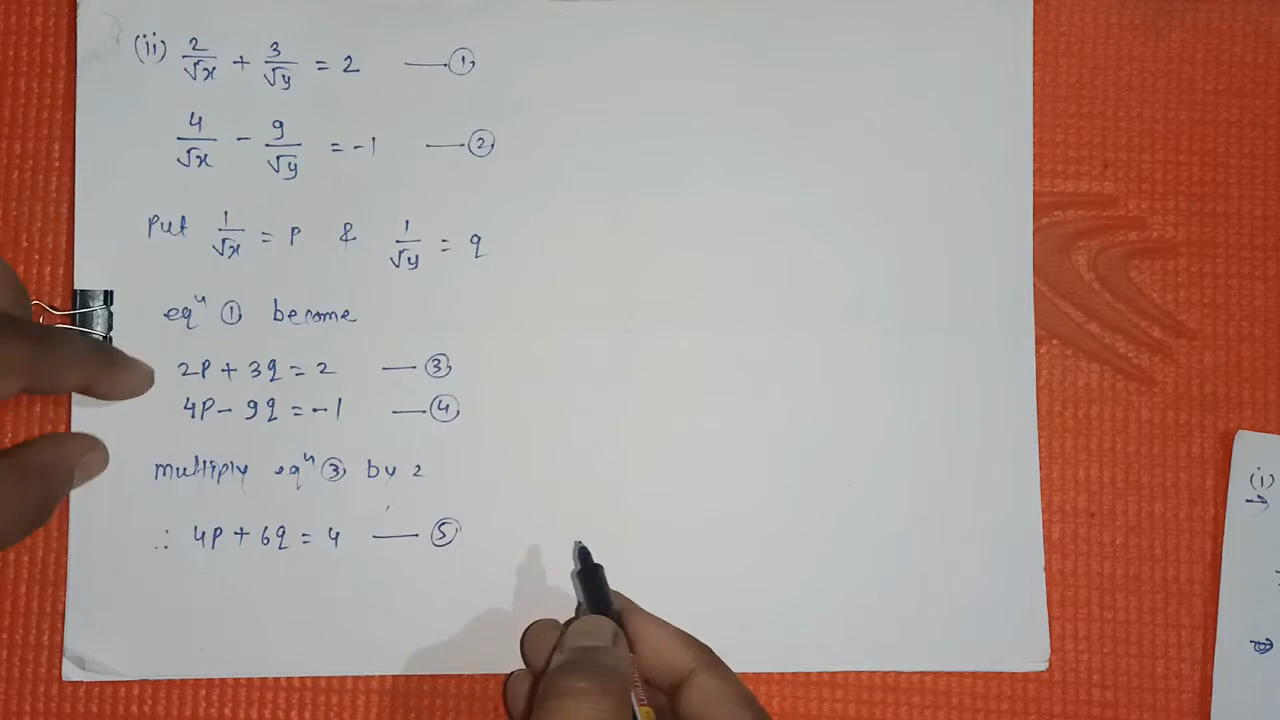 (ii) 2/√x + 3/√y = 2 —— ①
4/√x - 9/√y = -1 —— ②
Put 1/√x = P & 1/√y = q
eqⁿ ① become
2P + 3q = 2 —— ③
4P - 9q = -1 —— ④
multiply eqⁿ ③ by 2
∴ 4P + 6q = 4 —— ⑤
(i)